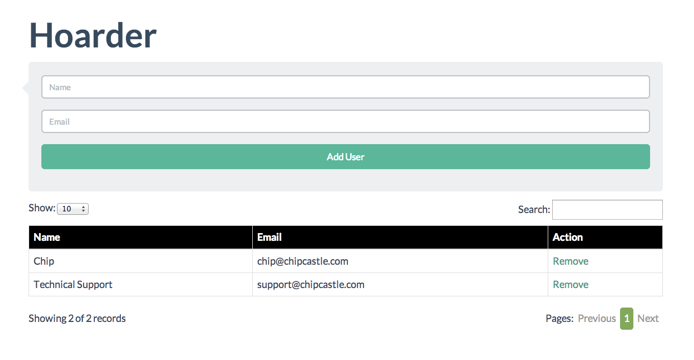 Hoarder
Name
Email
Add User
Show: 10 Search:
Name Email Action
Chip chip@chipcastle.com Remove
Technical Support support@chipcastle.com Remove
Showing 2 of 2 records Pages: Previous 1 Next